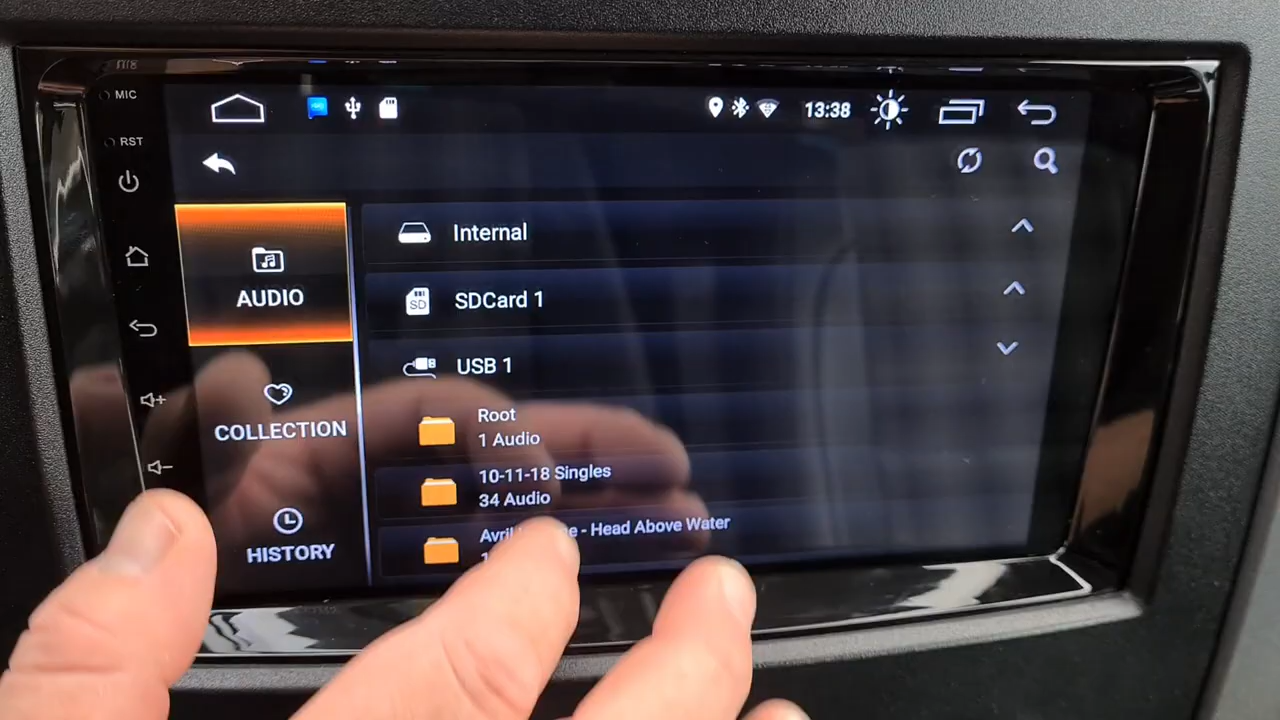 MIC
13:38
RST
AUDIO
COLLECTION
HISTORY
Internal
SD
SDCard 1
USB 1
Root
1 Audio
10-11-18 Singles
34 Audio
- Head Above Water